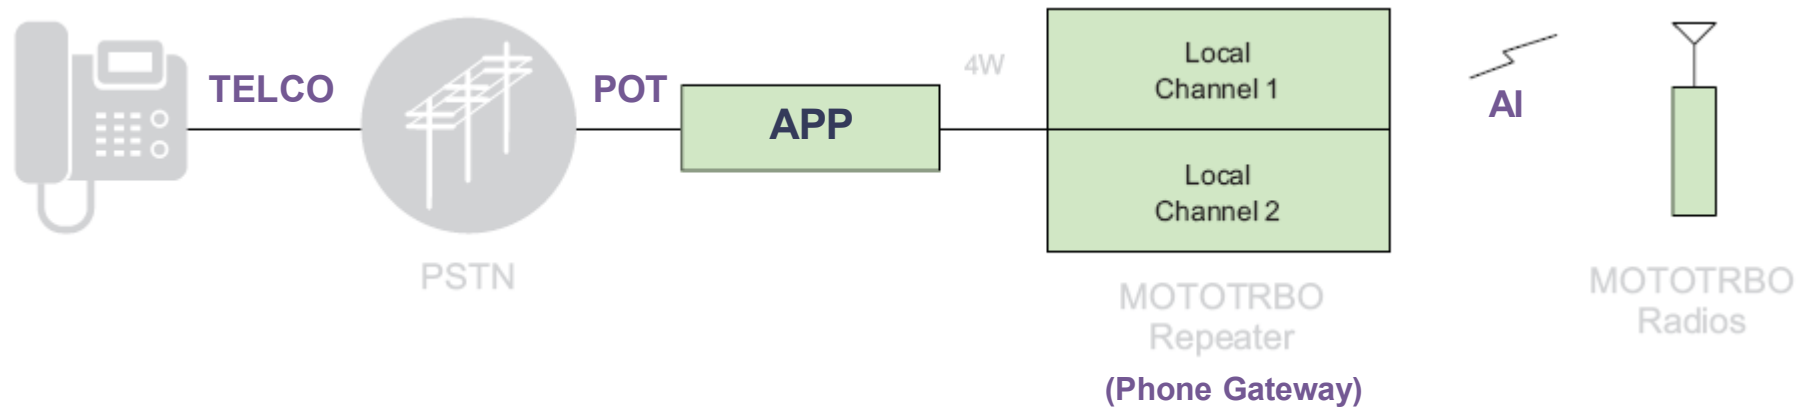 TELCO
POT
APP
4W
Local
Channel 1
Local
Channel 2
AI
PSTN
MOTOTRBO
Repeater
(Phone Gateway)
MOTOTRBO
Radios